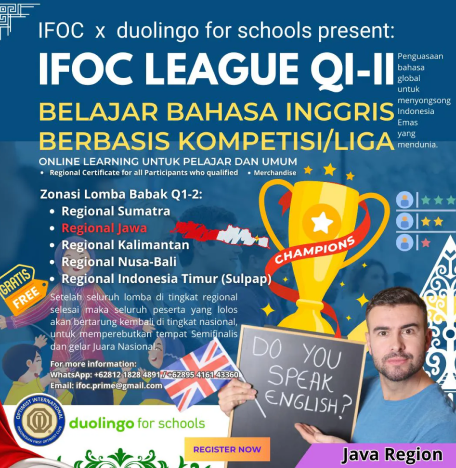 IFOC x duolingo for schools present:
IFOC LEAGUE QI-II
Penguasaan
bahasa
global
untuk
menyongsong
Indonesia
Emas
yang
mendunia.
BELAJAR BAHASA INGGRIS
BERBASIS KOMPETISI/LIGA
ONLINE LEARNING UNTUK PELAJAR DAN UMUM
• Regional Certificate for all Participants who qualified • Merchandise
Zonasi Lomba Babak Q1-2:
• Regional Sumatra
• Regional Jawa
• Regional Kalimantan
• Regional Nusa-Bali
• Regional Indonesia Timur (Sulpap)
CHAMPIONS
GRATIS
FREE
Setelah seluruh lomba di tingkat regional
selesai maka seluruh peserta yang lolos
akan bertarung kembali di tingkat nasional,
untuk memperebutkan tempat Semifinalis
dan gelar Juara Nasional.
For more information:
WhatsApp: +62812 1828 4891 / +62895 4161 43360
Email: ifoc.prime@gmail.com
DO YOU
SPEAK
ENGLISH?
OPTIMIST INTERNATIONAL
duolingo for schools
REGISTER NOW
Java Region